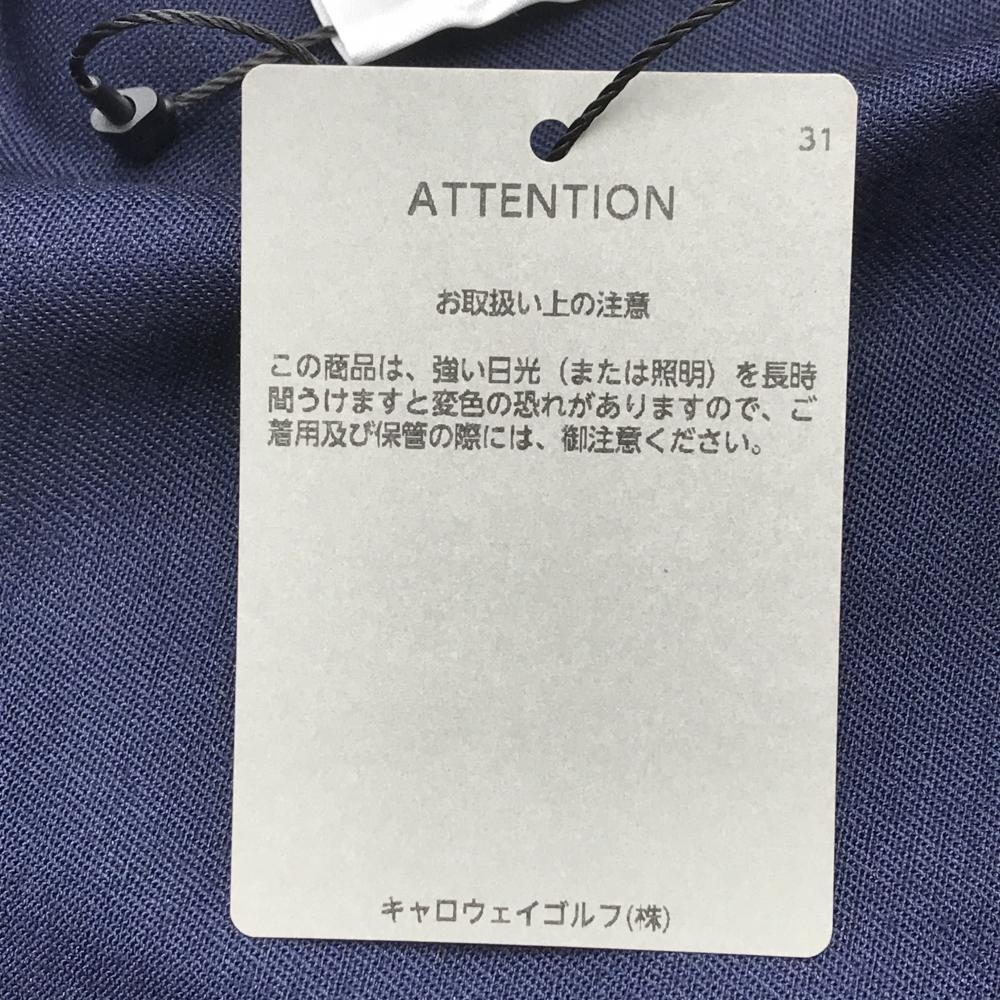 31
ATTENTION
お取扱い上の注意
この商品は、強い日光（または照明）を長時
間うけますと変色の恐れがありますので、ご
着用及び保管の際には、御注意ください。
キャロウェイゴルフ(株)